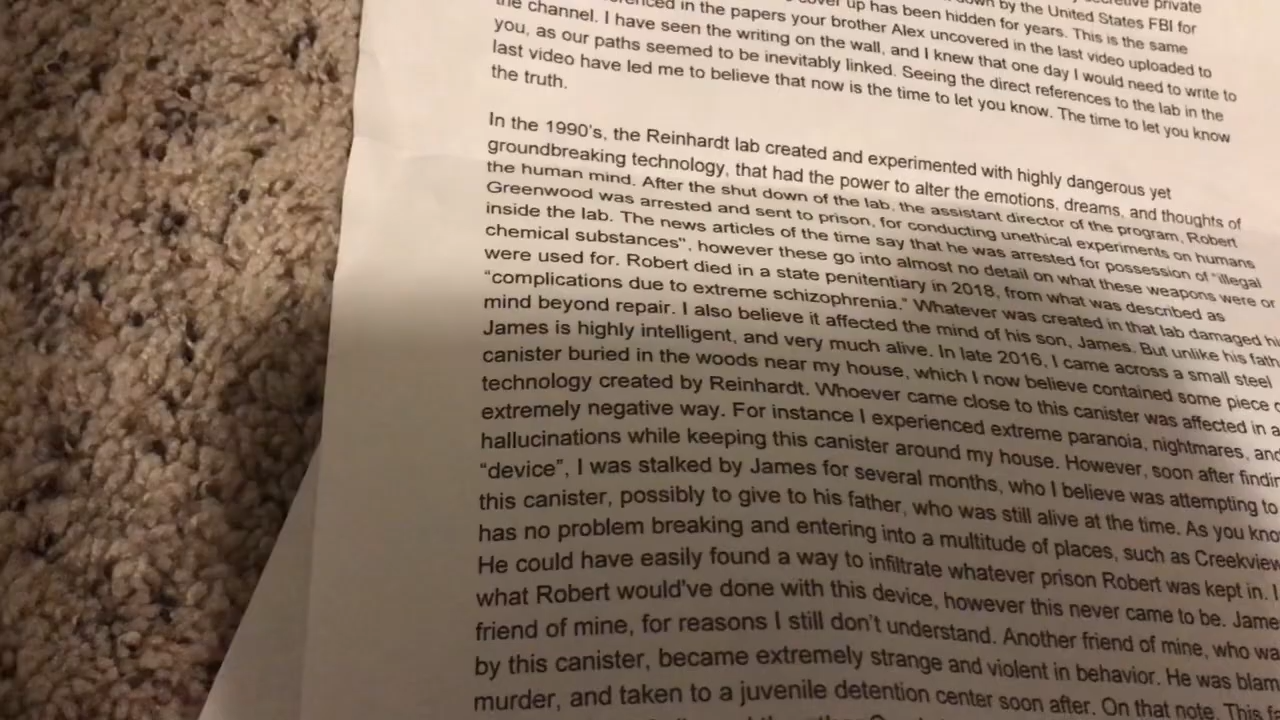 secretive private
down by the United States FBI for
cover up has been hidden for years. This is the same
in the papers your brother Alex uncovered in the last video uploaded to
the channel. I have seen the writing on the wall, and I knew that one day I would need to write to
you, as our paths seemed to be inevitably linked. Seeing the direct references to the lab in the
last video have led me to believe that now is the time to let you know. The time to let you know
the truth.
In the 1990's, the Reinhardt lab created and experimented with highly dangerous yet
groundbreaking technology, that had the power to alter the emotions, dreams, and thoughts of
the human mind. After the shut down of the lab, the assistant director of the program, Robert
Greenwood was arrested and sent to prison, for conducting unethical experiments on humans
inside the lab. The news articles of the time say that he was arrested for possession of "illegal
chemical substances", however these go into almost no detail on what these weapons were or
were used for. Robert died in a state penitentiary in 2018, from what was described as
"complications due to extreme schizophrenia." Whatever was created in that lab damaged hi
mind beyond repair. I also believe it affected the mind of his son, James. But unlike his fath
James is highly intelligent, and very much alive. In late 2016, I came across a small steel
canister buried in the woods near my house, which I now believe contained some piece o
technology created by Reinhardt. Whoever came close to this canister was affected in a
extremely negative way. For instance I experienced extreme paranoia, nightmares, and
hallucinations while keeping this canister around my house. However, soon after findin
"device", I was stalked by James for several months, who I believe was attempting to
this canister, possibly to give to his father, who was still alive at the time. As you kno
has no problem breaking and entering into a multitude of places, such as Creekview
He could have easily found a way to infiltrate whatever prison Robert was kept in. I
what Robert would've done with this device, however this never came to be. Jame
friend of mine, for reasons I still don't understand. Another friend of mine, who wa
by this canister, became extremely strange and violent in behavior. He was blam
murder, and taken to a juvenile detention center soon after. On that note. This fa